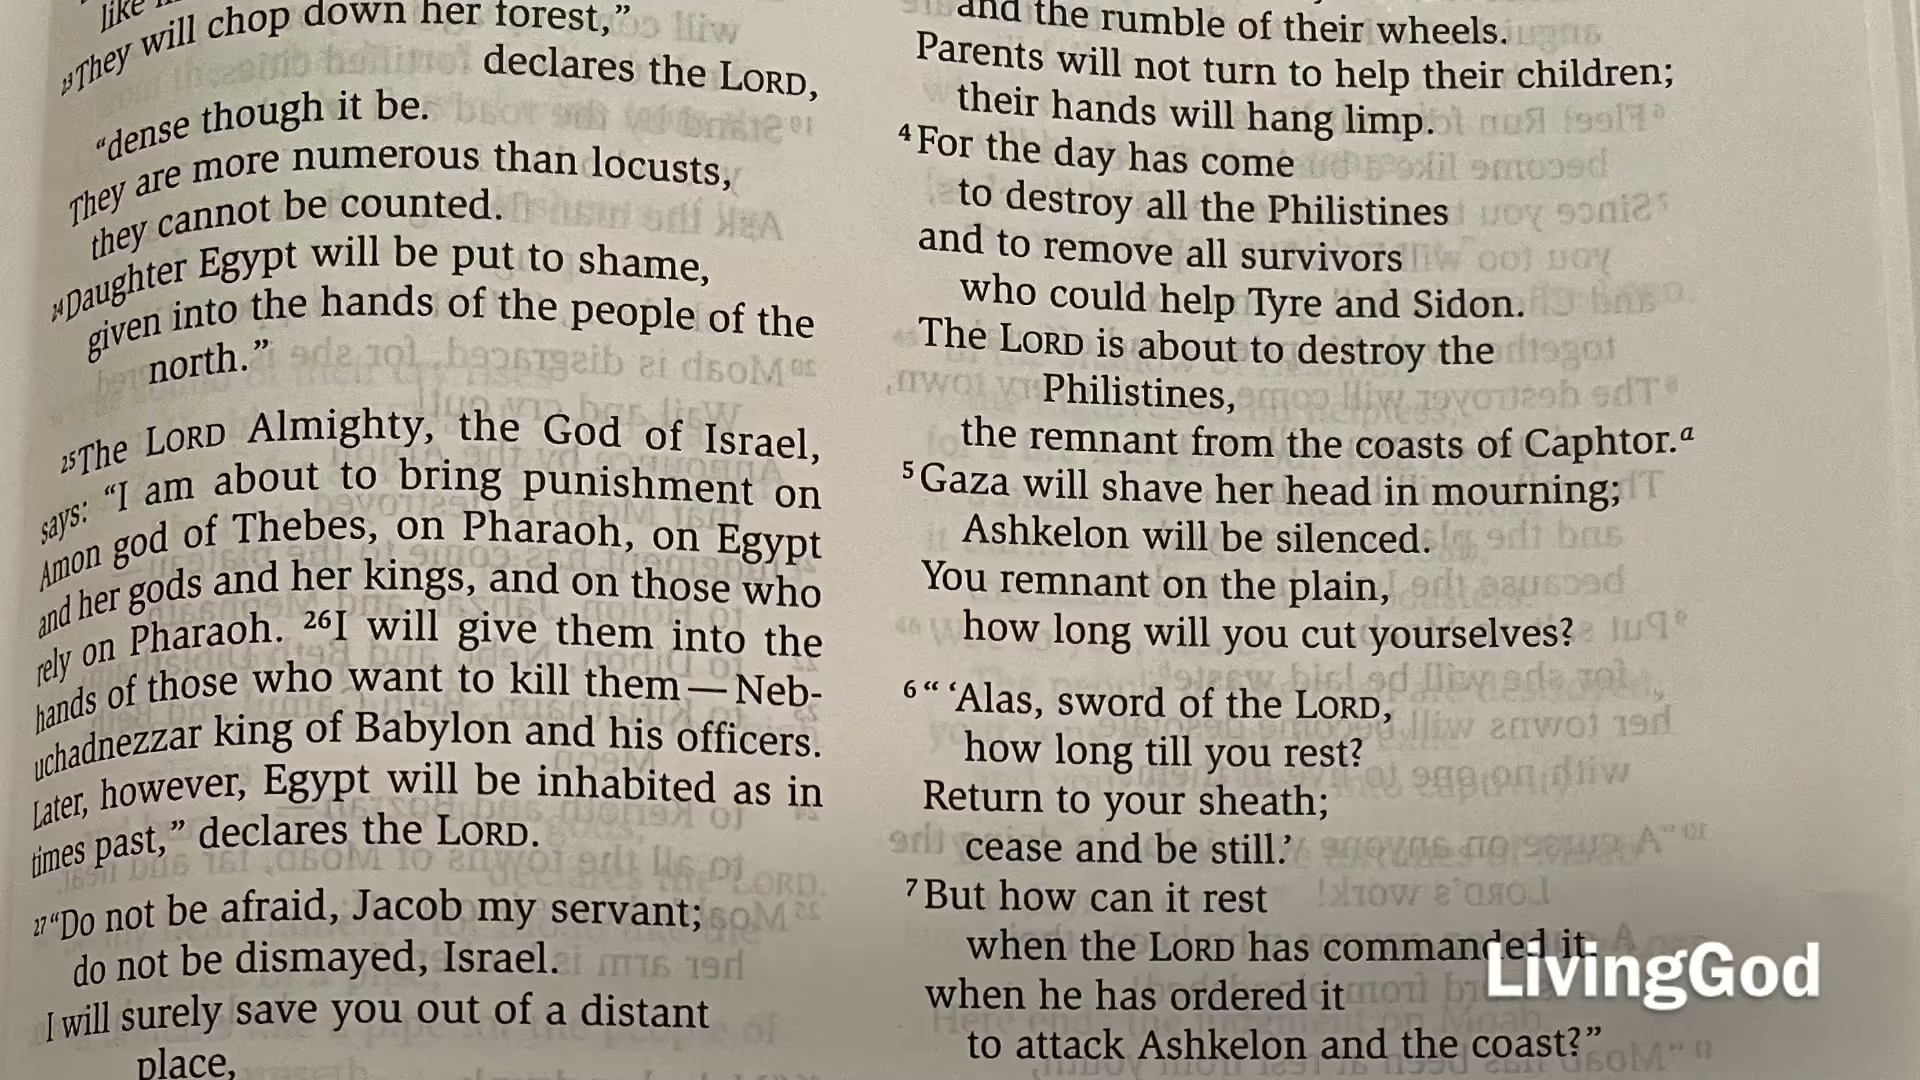 like
²³They will chop down her forest,”
declares the LORD,
“dense though it be.
They are more numerous than locusts,
they cannot be counted.
²⁴Daughter Egypt will be put to shame,
given into the hands of the people of the
north.”
²⁵The LORD Almighty, the God of Israel,
says: “I am about to bring punishment on
Amon god of Thebes, on Pharaoh, on Egypt
and her gods and her kings, and on those who
rely on Pharaoh. ²⁶I will give them into the
hands of those who want to kill them—Neb-
uchadnezzar king of Babylon and his officers.
Later, however, Egypt will be inhabited as in
times past,” declares the LORD.
²⁷“Do not be afraid, Jacob my servant;
do not be dismayed, Israel.
I will surely save you out of a distant
place,
and the rumble of their wheels.
Parents will not turn to help their children;
their hands will hang limp.
⁴For the day has come
to destroy all the Philistines
and to remove all survivors
who could help Tyre and Sidon.
The LORD is about to destroy the
Philistines,
the remnant from the coasts of Caphtor.ᵃ
⁵Gaza will shave her head in mourning;
Ashkelon will be silenced.
You remnant on the plain,
how long will you cut yourselves?
⁶“ ‘Alas, sword of the LORD,
how long till you rest?
Return to your sheath;
cease and be still.’
⁷But how can it rest
when the LORD has commanded it,
when he has ordered it
to attack Ashkelon and the coast?”
LivingGod